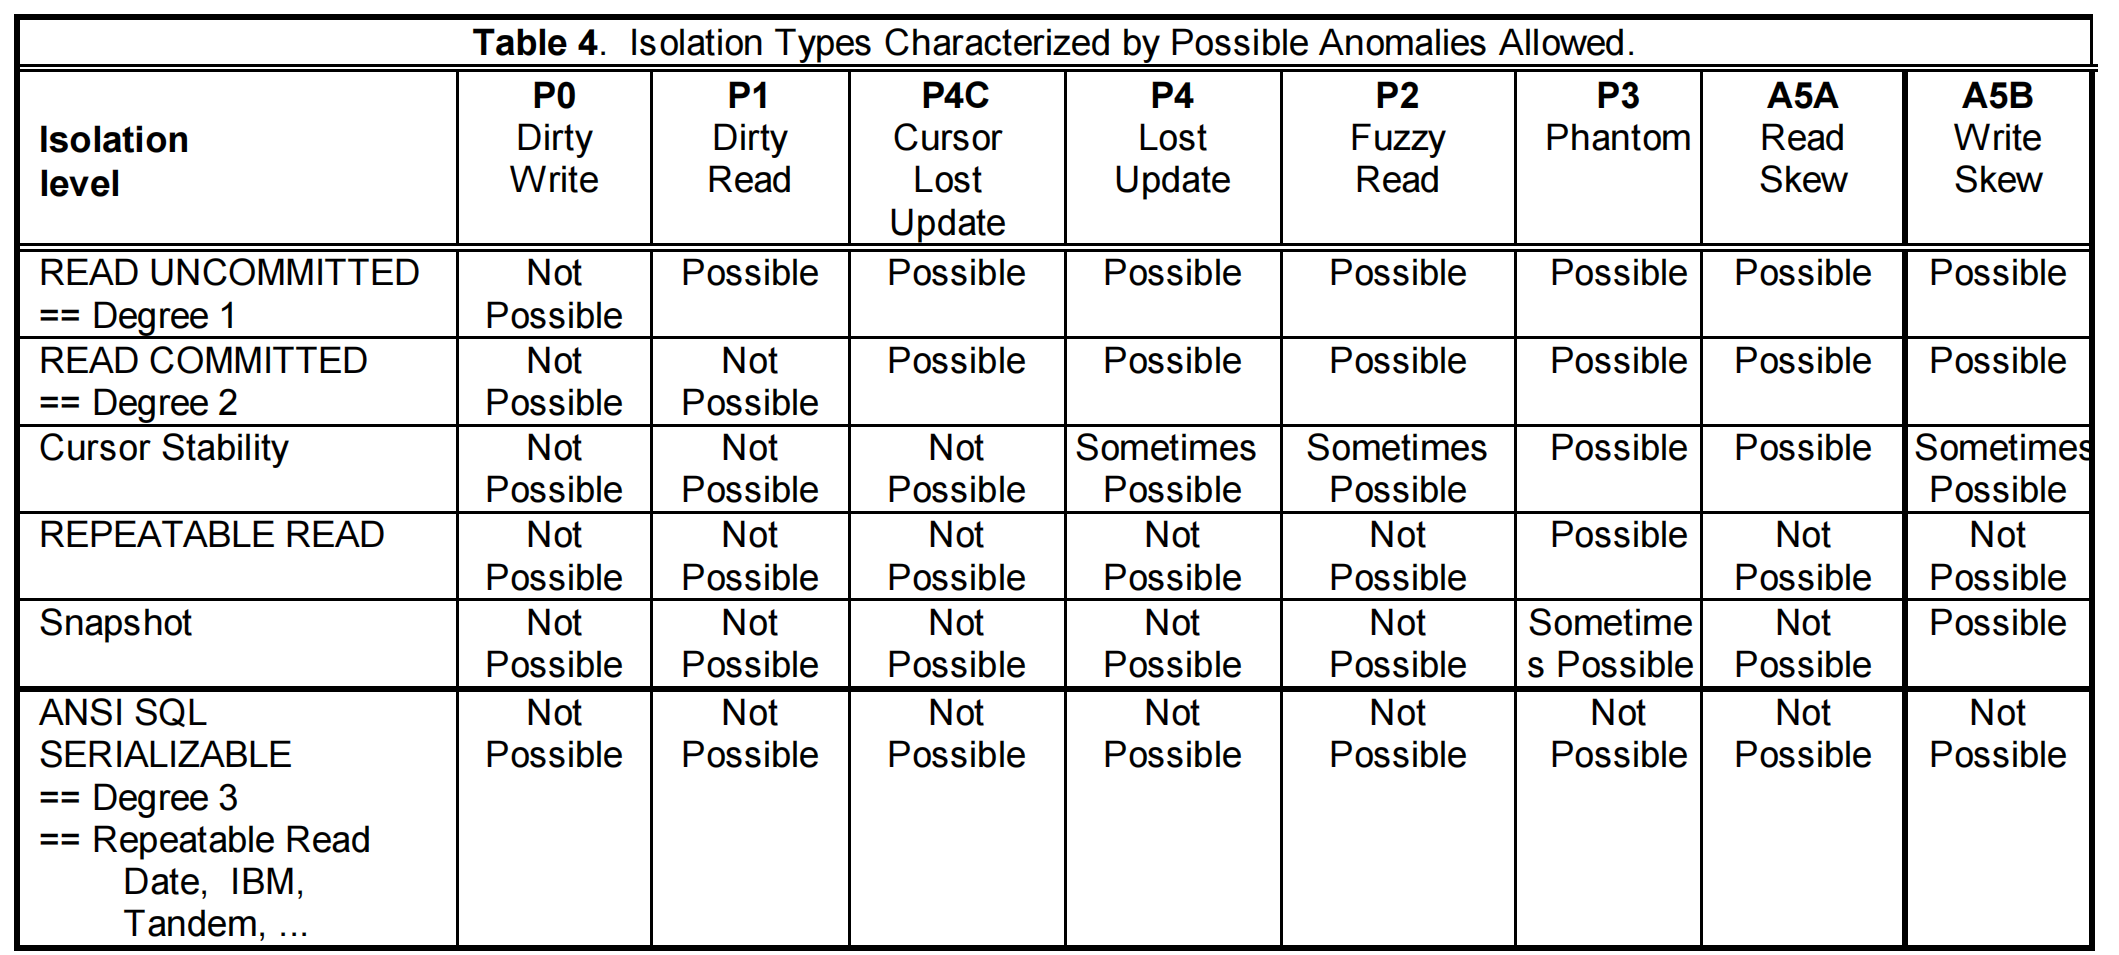 Table 4.  Isolation Types Characterized by Possible Anomalies Allowed.
Isolation level | P0 Dirty Write | P1 Dirty Read | P4C Cursor Lost Update | P4 Lost Update | P2 Fuzzy Read | P3 Phantom | A5A Read Skew | A5B Write Skew
READ UNCOMMITTED == Degree 1 | Not Possible | Possible | Possible | Possible | Possible | Possible | Possible | Possible
READ COMMITTED == Degree 2 | Not Possible | Not Possible | Possible | Possible | Possible | Possible | Possible | Possible
Cursor Stability | Not Possible | Not Possible | Not Possible | Sometimes Possible | Sometimes Possible | Possible | Possible | Sometimes Possible
REPEATABLE READ | Not Possible | Not Possible | Not Possible | Not Possible | Not Possible | Possible | Not Possible | Not Possible
Snapshot | Not Possible | Not Possible | Not Possible | Not Possible | Not Possible | Sometime s Possible | Not Possible | Possible
ANSI SQL SERIALIZABLE == Degree 3 == Repeatable Read Date, IBM, Tandem, ... | Not Possible | Not Possible | Not Possible | Not Possible | Not Possible | Not Possible | Not Possible | Not Possible